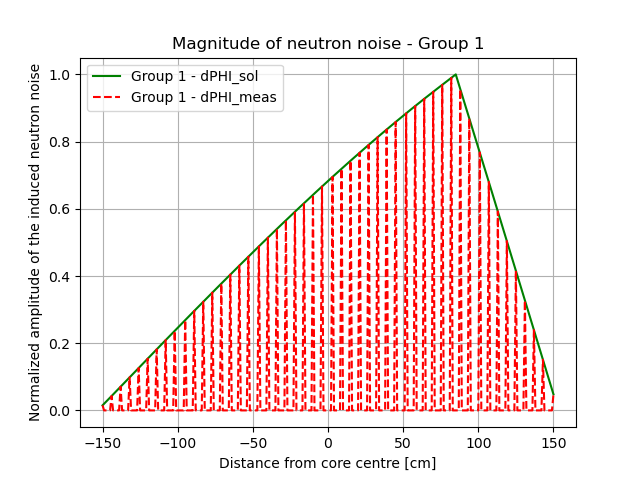 Magnitude of neutron noise - Group 1
Normalized amplitude of the induced neutron noise
1.0
0.8
0.6
0.4
0.2
0.0
Group 1 - dPHI_sol
Group 1 - dPHI_meas
−150
−100
−50
0
50
100
150
Distance from core centre [cm]